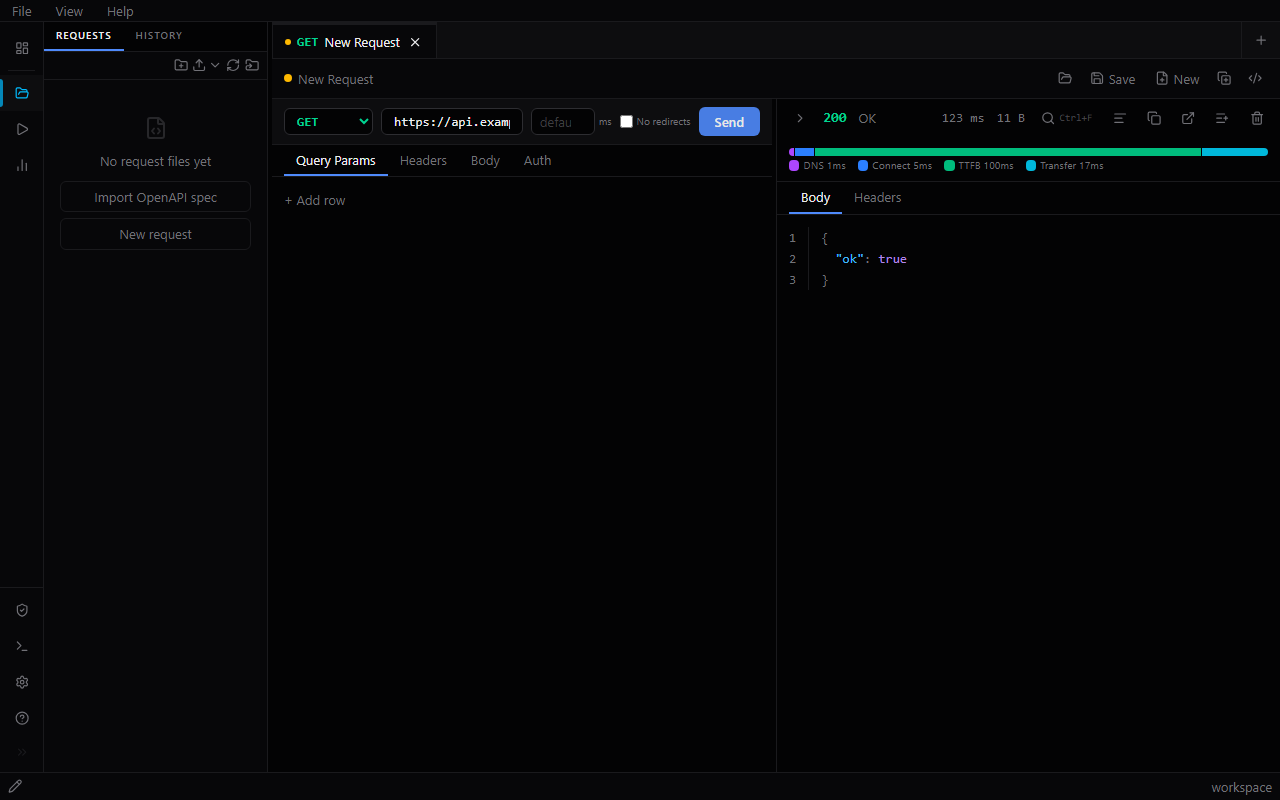 File View Help
REQUESTS HISTORY
GET New Request
New Request Save New
GET https://api.exam defau ms No redirects Send
200 OK 123 ms 11 B Ctrl+F
DNS 1ms Connect 5ms TTFB 100ms Transfer 17ms
Query Params Headers Body Auth
+ Add row
Body Headers
1 {
2 "ok": true
3 }
No request files yet
Import OpenAPI spec
New request
workspace